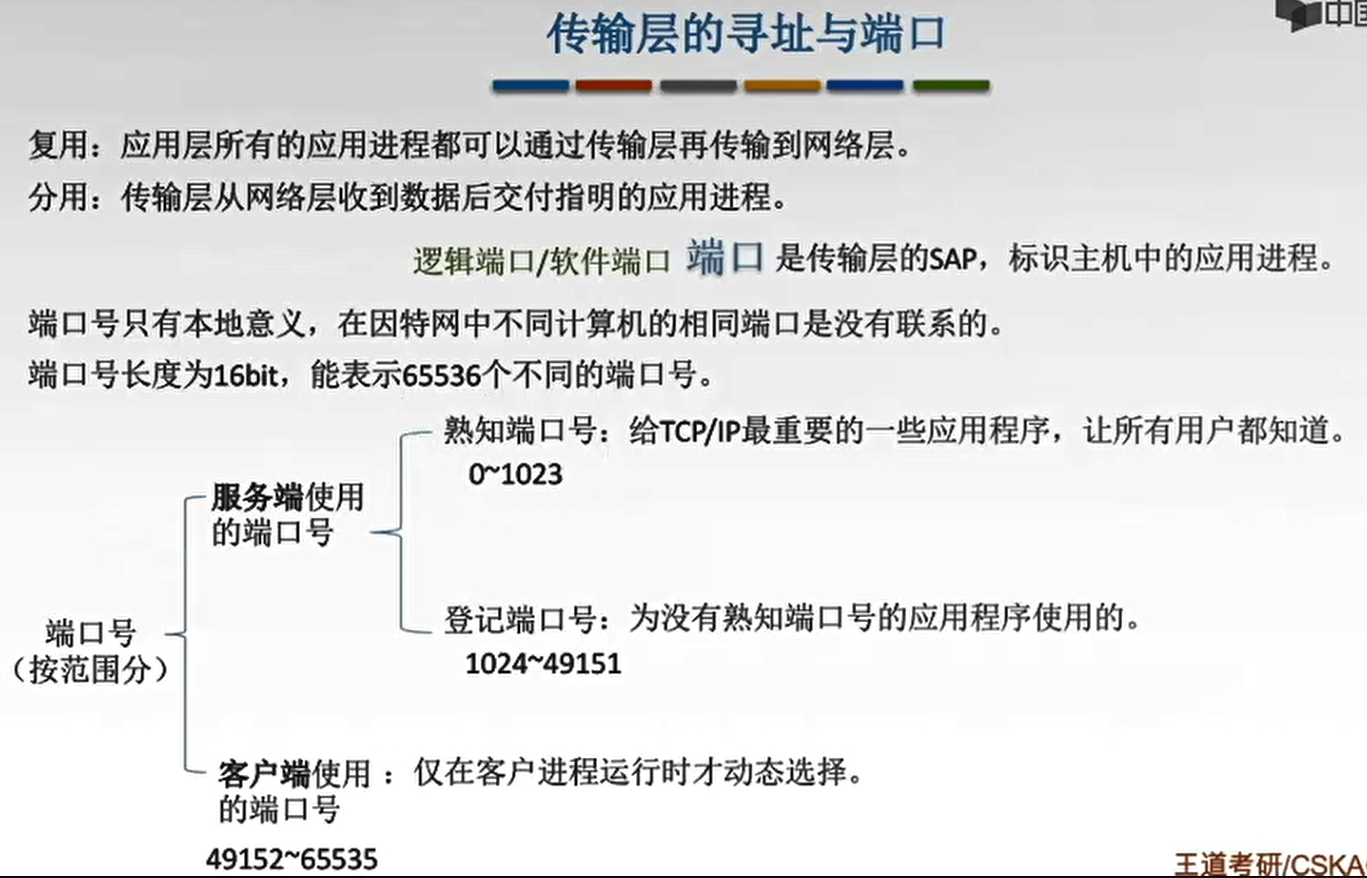 中国
传输层的寻址与端口
复用：应用层所有的应用进程都可以通过传输层再传输到网络层。
分用：传输层从网络层收到数据后交付指明的应用进程。
逻辑端口/软件端口 端口 是传输层的SAP，标识主机中的应用进程。
端口号只有本地意义，在因特网中不同计算机的相同端口是没有联系的。
端口号长度为16bit，能表示65536个不同的端口号。
熟知端口号：给TCP/IP最重要的一些应用程序，让所有用户都知道。
0~1023
服务端使用
的端口号
登记端口号：为没有熟知端口号的应用程序使用的。
1024~49151
端口号
（按范围分）
客户端使用：仅在客户进程运行时才动态选择。
的端口号
49152~65535
王道考研/CSKAO